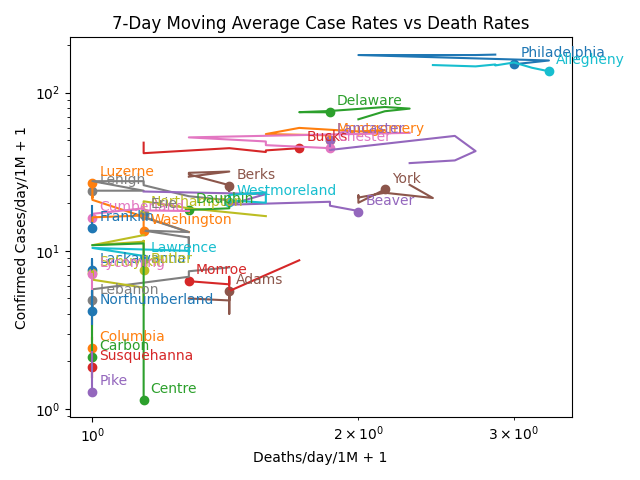 7-Day Moving Average Case Rates vs Death Rates
Confirmed Cases/day/1M + 1
10²
10¹
10⁰
Philadelphia
Allegheny
Delaware
Montgomery
Lancaster
Chester
Bucks
Berks
York
Luzerne
Lehigh
Westmoreland
Dauphin
Northampton
Erie
Beaver
Cumberland
Franklin
Washington
Lawrence
Lackawanna
Butler
Lycoming
Monroe
Adams
Lebanon
Northumberland
Columbia
Carbon
Susquehanna
Pike
Centre
10⁰
2 × 10⁰
3 × 10⁰
Deaths/day/1M + 1